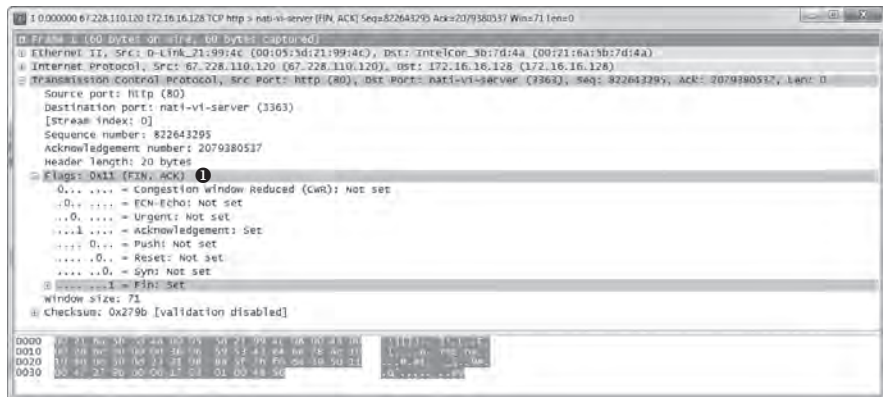 1 0.000000 67.228.110.120 172.16.16.128 TCP http > nati-vi-server [FIN, ACK] Seq=822643295 Ack=2079380537 Win=71 Len=0
Frame 1 (60 bytes on wire, 60 bytes captured)
Ethernet II, Src: D-Link_21:99:4c (00:05:5d:21:99:4c), Dst: IntelCor_5b:7d:4a (00:21:6a:5b:7d:4a)
Internet Protocol, Src: 67.228.110.120 (67.228.110.120), Dst: 172.16.16.128 (172.16.16.128)
Transmission Control Protocol, Src Port: http (80), Dst Port: nati-vi-server (3363), Seq: 822643295, Ack: 2079380537, Len: 0
Source port: http (80)
Destination port: nati-vi-server (3363)
[Stream index: 0]
Sequence number: 822643295
Acknowledgement number: 2079380537
Header length: 20 bytes
Flags: 0x11 (FIN, ACK) ❶
0... .... = Congestion Window Reduced (CWR): Not set
.0.. .... = ECN-Echo: Not set
..0. .... = Urgent: Not set
...1 .... = Acknowledgement: Set
.... 0... = Push: Not set
.... .0.. = Reset: Not set
.... ..0. = Syn: Not set
.... ...1 = Fin: Set
Window size: 71
Checksum: 0x279b [validation disabled]
0000
0010
0020
0030